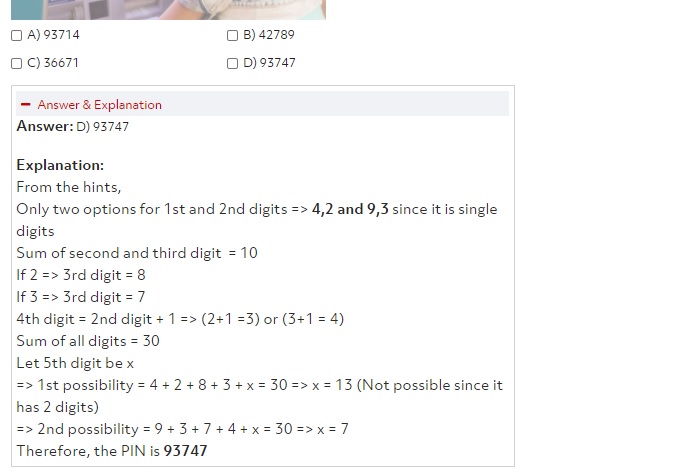 A) 93714
B) 42789
C) 36671
D) 93747
Answer & Explanation
Answer: D) 93747
Explanation:
From the hints,
Only two options for 1st and 2nd digits => 4,2 and 9,3 since it is single
digits
Sum of second and third digit = 10
If 2 => 3rd digit = 8
If 3 => 3rd digit = 7
4th digit = 2nd digit + 1 => (2+1 =3) or (3+1 = 4)
Sum of all digits = 30
Let 5th digit be x
=> 1st possibility = 4 + 2 + 8 + 3 + x = 30 => x = 13 (Not possible since it
has 2 digits)
=> 2nd possibility = 9 + 3 + 7 + 4 + x = 30 => x = 7
Therefore, the PIN is 93747